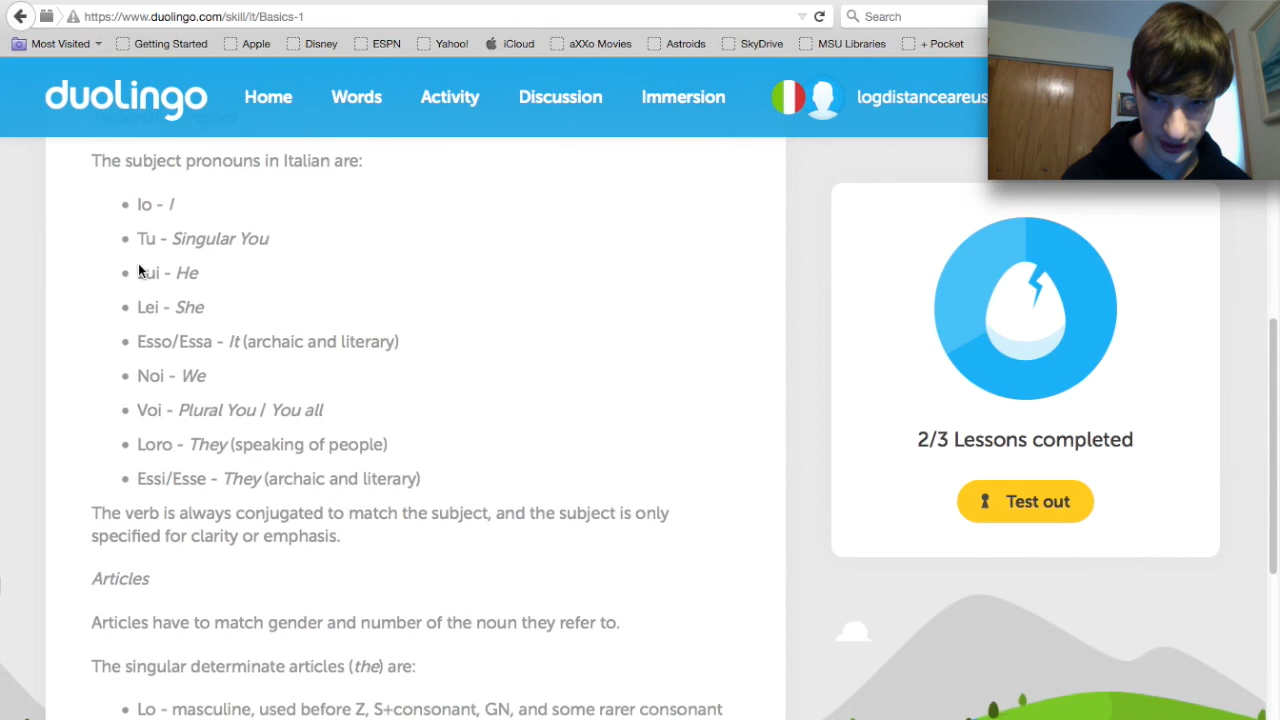 https://www.duolingo.com/skill/it/Basics-1
Search
Most Visited
Getting Started
Apple
Disney
ESPN
Yahoo!
iCloud
aXXo Movies
Astroids
SkyDrive
MSU Libraries
+ Pocket
duolingo
Home
Words
Activity
Discussion
Immersion
logdistanceareus
The subject pronouns in Italian are:
Io - I
Tu - Singular You
Lui - He
Lei - She
Esso/Essa - It (archaic and literary)
Noi - We
Voi - Plural You / You all
Loro - They (speaking of people)
Essi/Esse - They (archaic and literary)
The verb is always conjugated to match the subject, and the subject is only
specified for clarity or emphasis.
Articles
Articles have to match gender and number of the noun they refer to.
The singular determinate articles (the) are:
Lo - masculine, used before Z, S+consonant, GN, and some rarer consonant
2/3 Lessons completed
Test out